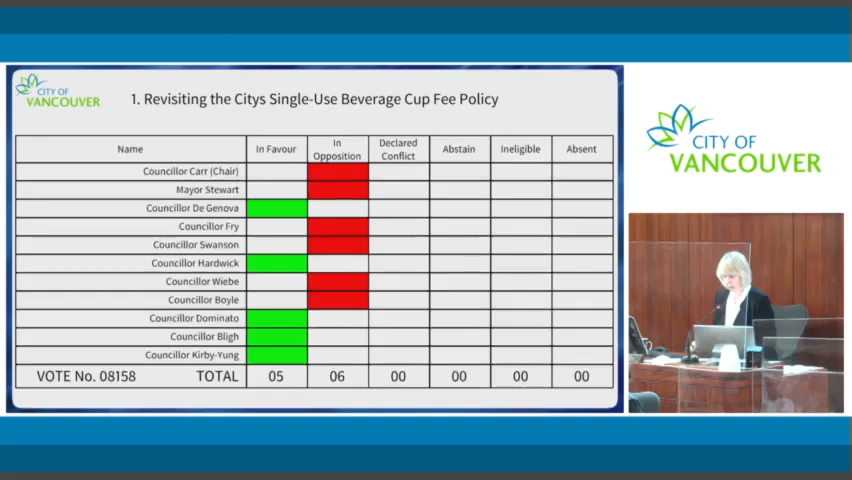 CITY OF
VANCOUVER
1. Revisiting the Citys Single-Use Beverage Cup Fee Policy
Name In Favour In Opposition Declared Conflict Abstain Ineligible Absent
Councillor Carr (Chair)
Mayor Stewart
Councillor De Genova
Councillor Fry
Councillor Swanson
Councillor Hardwick
Councillor Wiebe
Councillor Boyle
Councillor Dominato
Councillor Bligh
Councillor Kirby-Yung
VOTE No. 08158 TOTAL 05 06 00 00 00 00
CITY OF
VANCOUVER